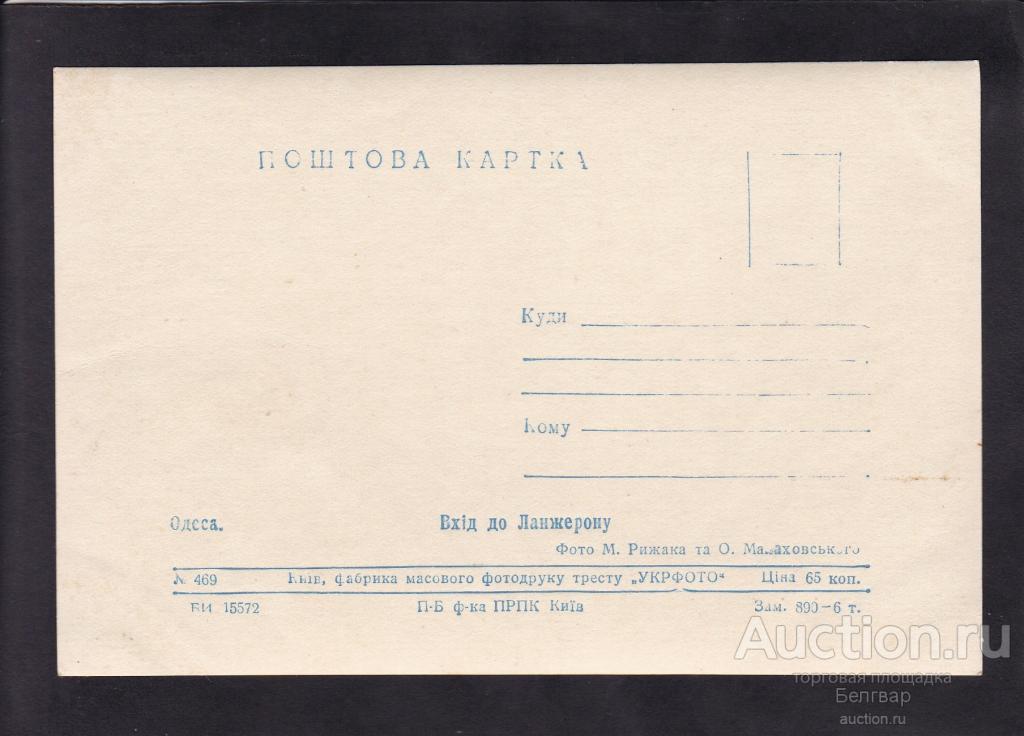 ПОШТОВА КАРТКА
Куди
Кому
Одеса. Вхід до Ланжерону
Фото М. Рижака та О. Малаховського
№ 469 Київ, фабрика масового фотодруку тресту „УКРФОТО“ Ціна 65 коп.
БИ 15572 П-Б ф-ка ПРПК Київ Зам. 890-6 т.
Auction.ru
торговая площадка
Белгвар
auction.ru